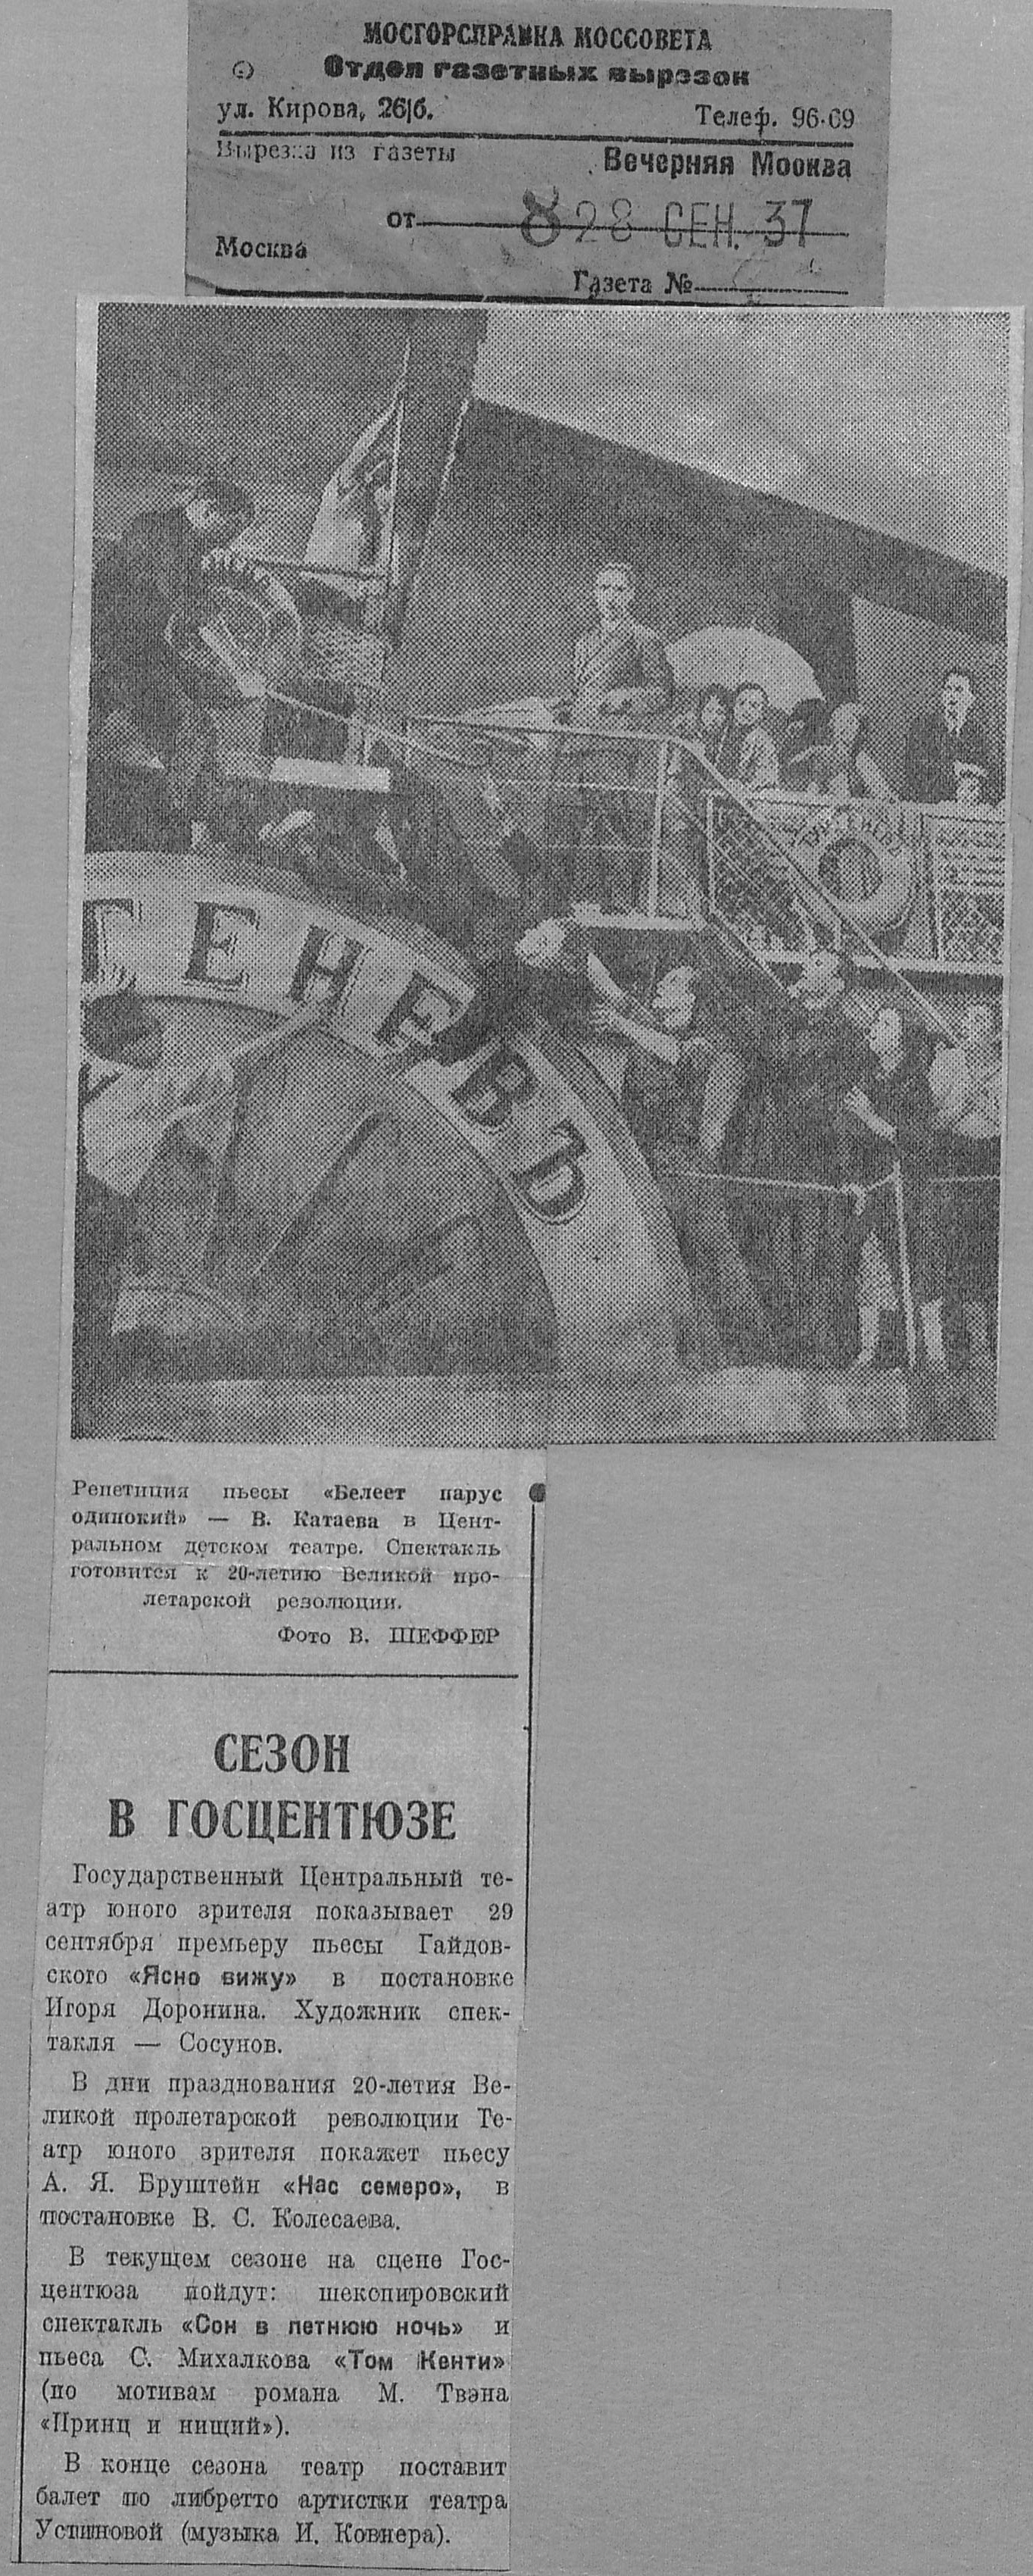 МОСГОРСПРАВКА МОССОВЕТА
Отдел газетных вырезок
ул. Кирова, 26/б. Телеф. 96-69
Вырезка из газеты Вечерняя Москва
от 28 СЕН. 37
Москва
Газета №
ГЕНЕВЪ
Репетиция пьесы «Белеет парус
одинокий» — В. Катаева в Цент-
ральном детском театре. Спектакль
готовится к 20-летию Великой про-
летарской революции.
Фото В. ШЕФФЕР
СЕЗОН
В ГОСЦЕНТЮЗЕ
Государственный Центральный те-
атр юного зрителя показывает 29
сентября премьеру пьесы Гайдов-
ского «Ясно вижу» в постановке
Игоря Доронина. Художник спек-
такля — Сосунов.
В дни празднования 20-летия Ве-
ликой пролетарской революции Те-
атр юного зрителя покажет пьесу
А. Я. Бруштейн «Нас семеро», в
постановке В. С. Колесаева.
В текущем сезоне на сцене Гос-
центюза пойдут: шекспировский
спектакль «Сон в летнюю ночь» и
пьеса С. Михалкова «Том Кенти»
(по мотивам романа М. Твэна
«Принц и нищий»).
В конце сезона театр поставит
балет по либретто артистки театра
Устиновой (музыка И. Ковнера).